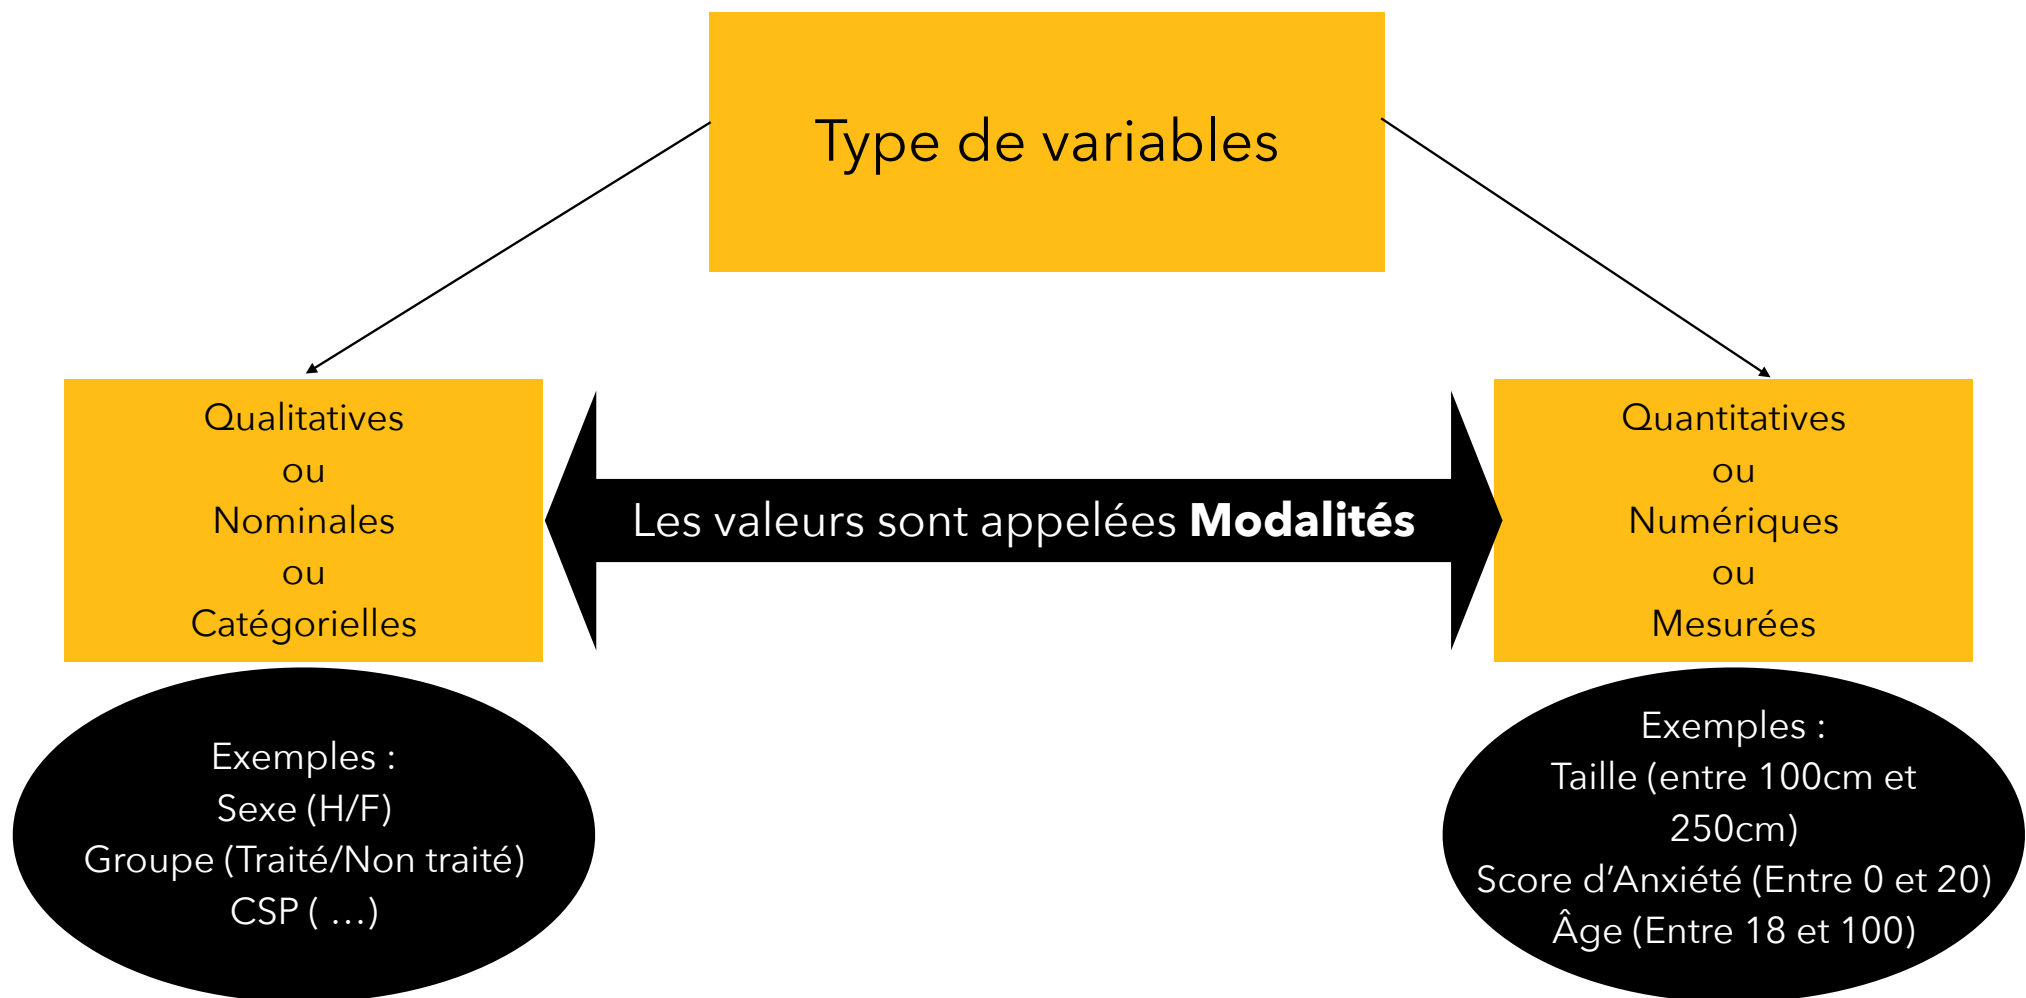 Type de variables
Qualitatives
ou
Nominales
ou
Catégorielles
Les valeurs sont appelées Modalités
Quantitatives
ou
Numériques
ou
Mesurées
Exemples :
Sexe (H/F)
Groupe (Traité/Non traité)
CSP ( …)
Exemples :
Taille (entre 100cm et
250cm)
Score d’Anxiété (Entre 0 et 20)
Âge (Entre 18 et 100)